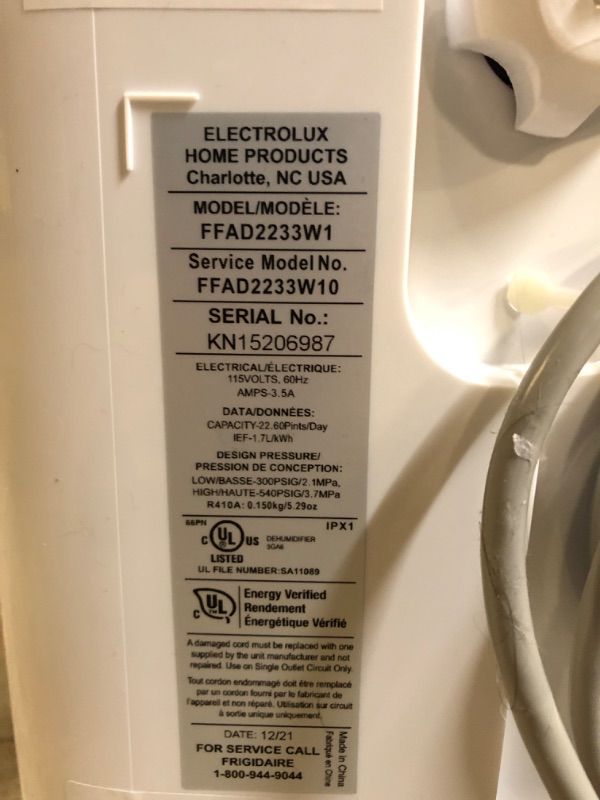 ELECTROLUX
HOME PRODUCTS
Charlotte, NC USA
MODEL/MODÈLE:
FFAD2233W1
Service Model No.
FFAD2233W10
SERIAL No.:
KN15206987
ELECTRICAL/ÉLECTRIQUE:
115VOLTS, 60Hz
AMPS-3.5A
DATA/DONNÉES:
CAPACITY-22.60Pints/Day
IEF-1.7L/kWh
DESIGN PRESSURE/
PRESSION DE CONCEPTION:
LOW/BASSE-300PSIG/2.1MPa,
HIGH/HAUTE-540PSIG/3.7MPa
R410A: 0.150kg/5.29oz
66PN IPX1
C UL US DEHUMIDIFIER
3GA6
LISTED
UL FILE NUMBER:SA11089
C UL Energy Verified
Rendement
Énergétique Vérifié
A damaged cord must be replaced with one
supplied by the unit manufacturer and not
repaired. Use on Single Outlet Circuit Only.
Tout cordon endommagé doit être remplacé
par un cordon fourni par le fabricant de
l'appareil et non réparé. Utilisation sur circuit
à sortie unique uniquement.
DATE: 12/21
FOR SERVICE CALL
FRIGIDAIRE
1-800-944-9044
Made in China
Fabriqué en Chine